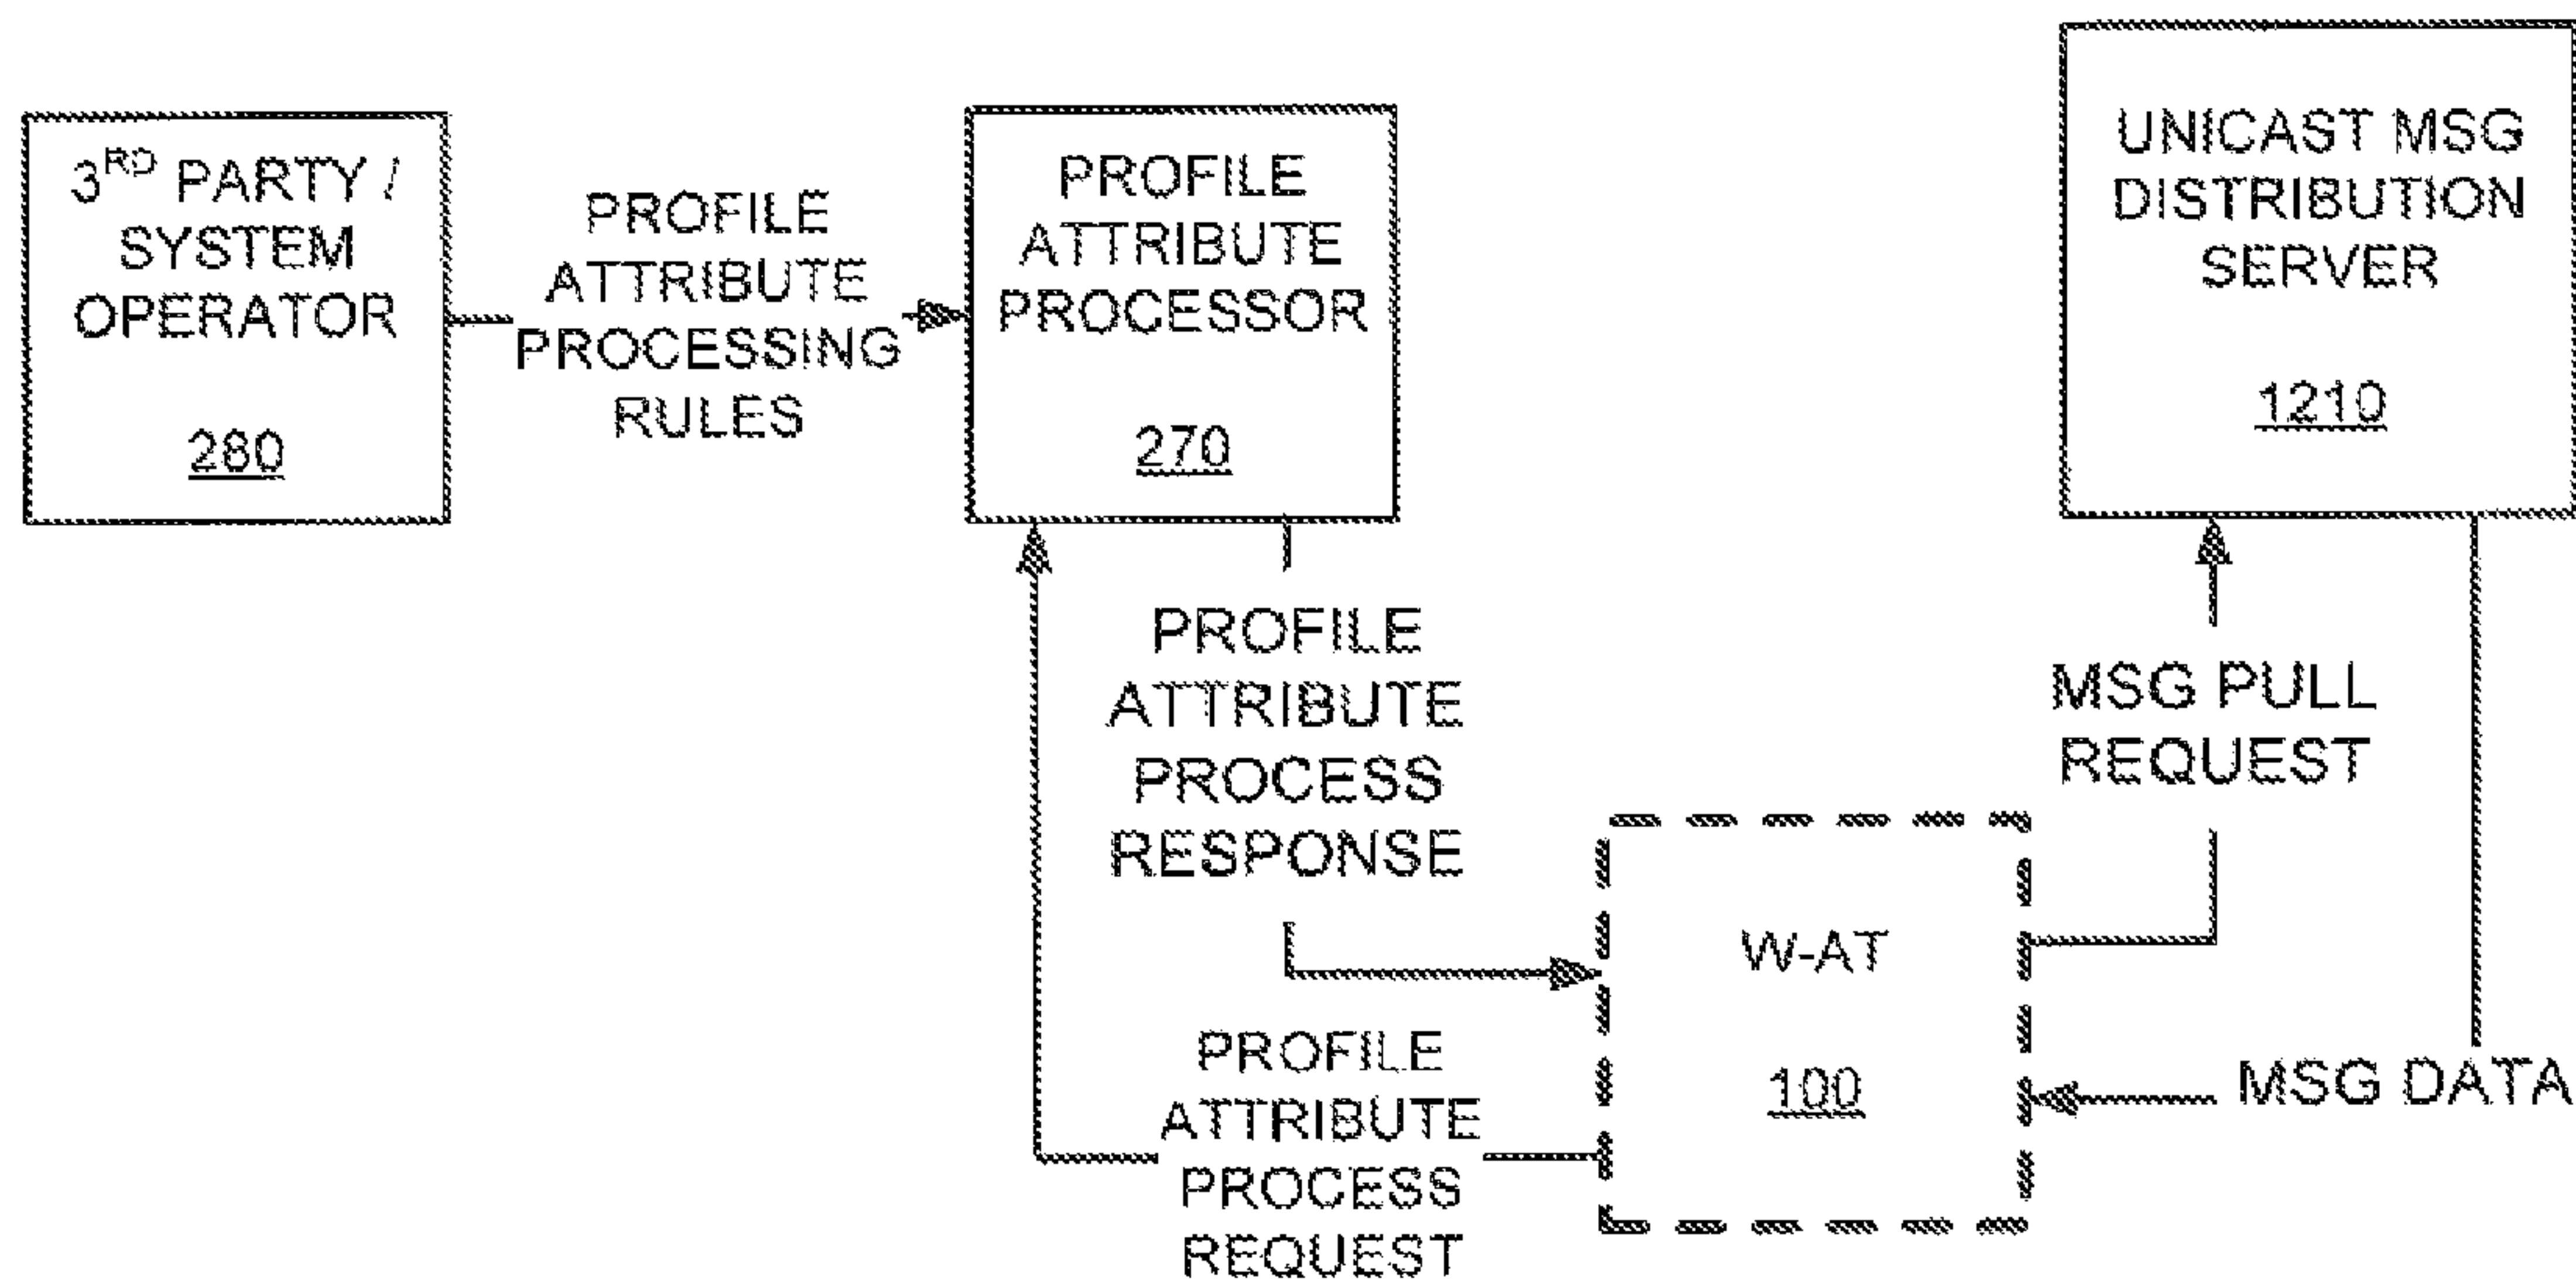 3RD PARTY /
SYSTEM
OPERATOR
280
PROFILE
ATTRIBUTE
PROCESSING
RULES
PROFILE
ATTRIBUTE
PROCESSOR
270
UNICAST MSG
DISTRIBUTION
SERVER
1210
PROFILE
ATTRIBUTE
PROCESS
RESPONSE
MSG PULL
REQUEST
W-AT
100
PROFILE
ATTRIBUTE
PROCESS
REQUEST
MSG DATA